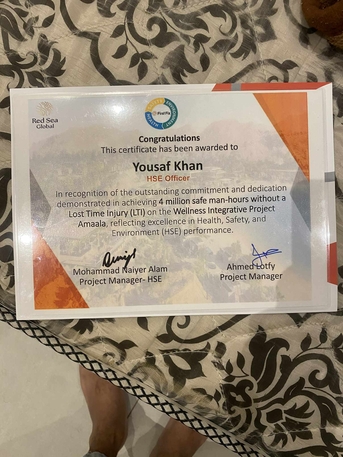 Red Sea
Global
Congratulations
This certificate has been awarded to
Yousaf Khan
HSE Officer
In recognition of the outstanding commitment and dedication
demonstrated in achieving 4 million safe man-hours without a
Lost Time Injury (LTI) on the Wellness Integrative Project
Amaala, reflecting excellence in Health, Safety, and
Environment (HSE) performance.
Mohammad Naiyer Alam
Project Manager- HSE
Ahmed Lotfy
Project Manager